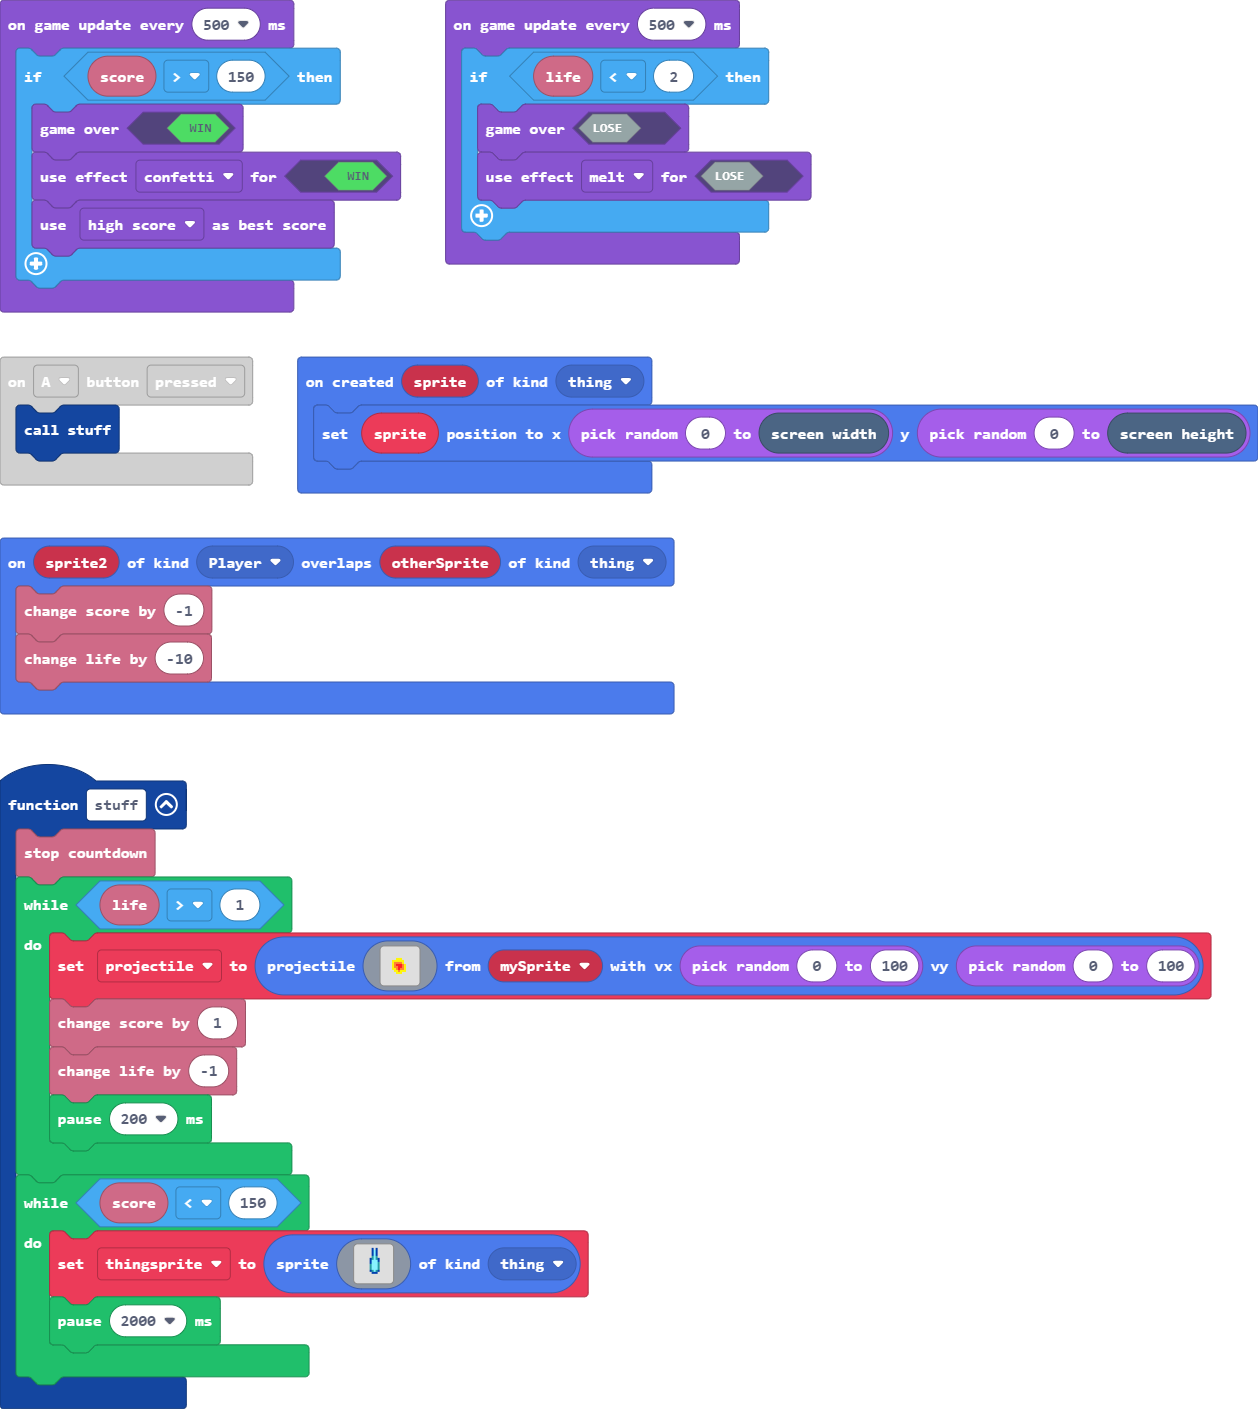 on game update every 500 ms
if score > 150 then
game over WIN
use effect confetti for WIN
use high score as best score
on game update every 500 ms
if life < 2 then
game over LOSE
use effect melt for LOSE
on A button pressed
call stuff
on created sprite of kind thing
set sprite position to x pick random 0 to screen width y pick random 0 to screen height
on sprite2 of kind Player overlaps otherSprite of kind thing
change score by -1
change life by -10
function stuff
stop countdown
while life > 1
do
set projectile to projectile from mySprite with vx pick random 0 to 100 vy pick random 0 to 100
change score by 1
change life by -1
pause 200 ms
while score < 150
do
set thingsprite to sprite of kind thing
pause 2000 ms